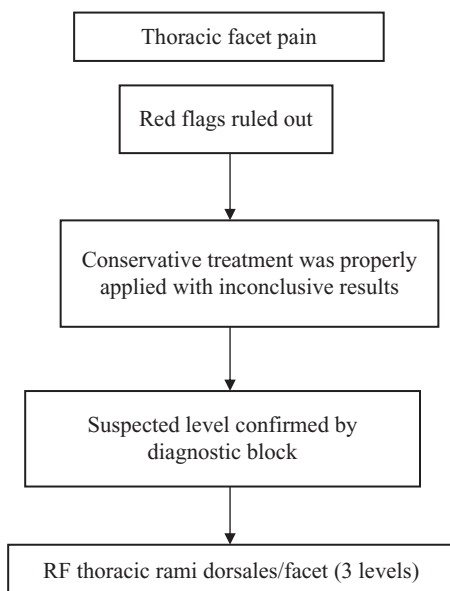 Thoracic facet pain
Red flags ruled out
Conservative treatment was properly
applied with inconclusive results
Suspected level confirmed by
diagnostic block
RF thoracic rami dorsales/facet (3 levels)